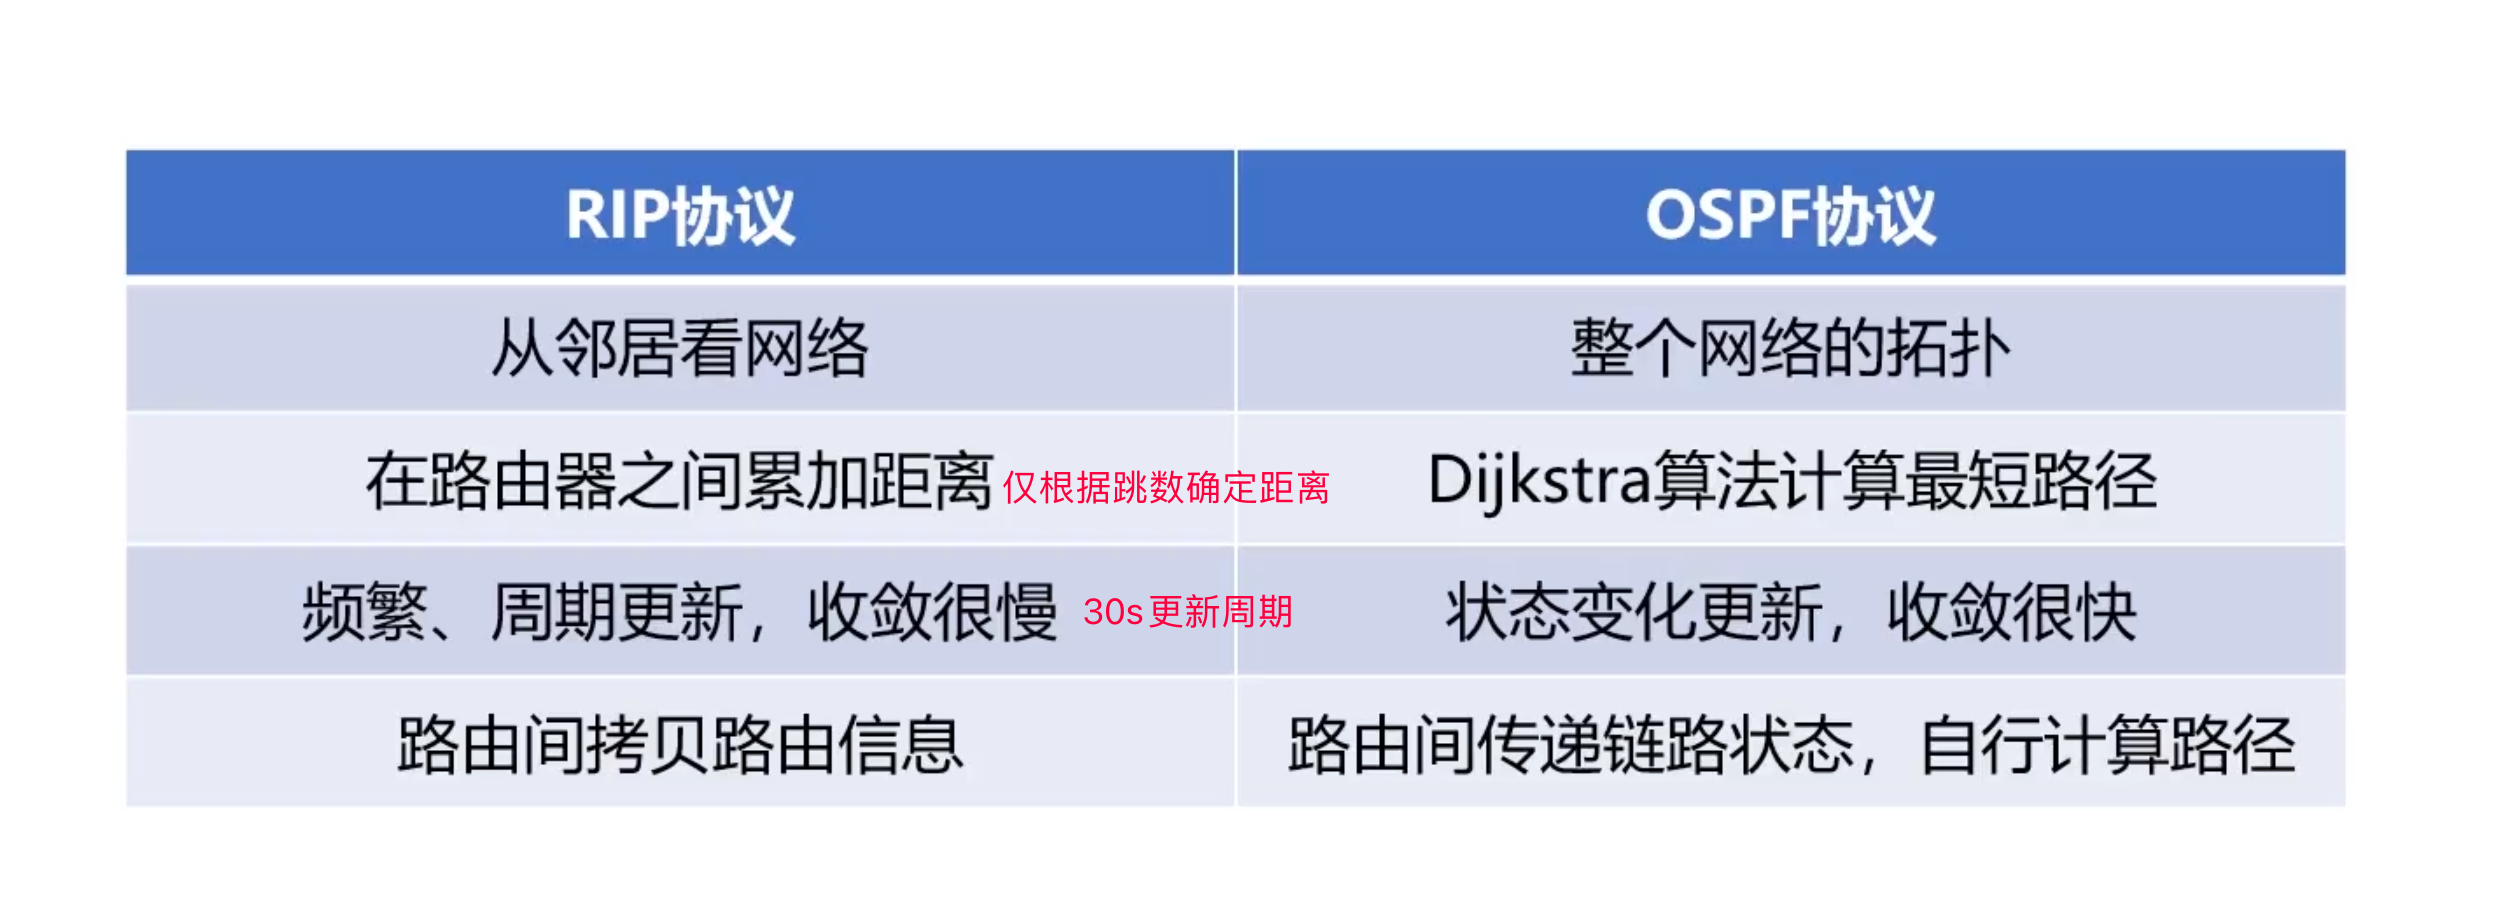 RIP协议 OSPF协议
从邻居看网络 整个网络的拓扑
在路由器之间累加距离 仅根据跳数确定距离 Dijkstra算法计算最短路径
频繁、周期更新，收敛很慢 30s更新周期 状态变化更新，收敛很快
路由间拷贝路由信息 路由间传递链路状态，自行计算路径